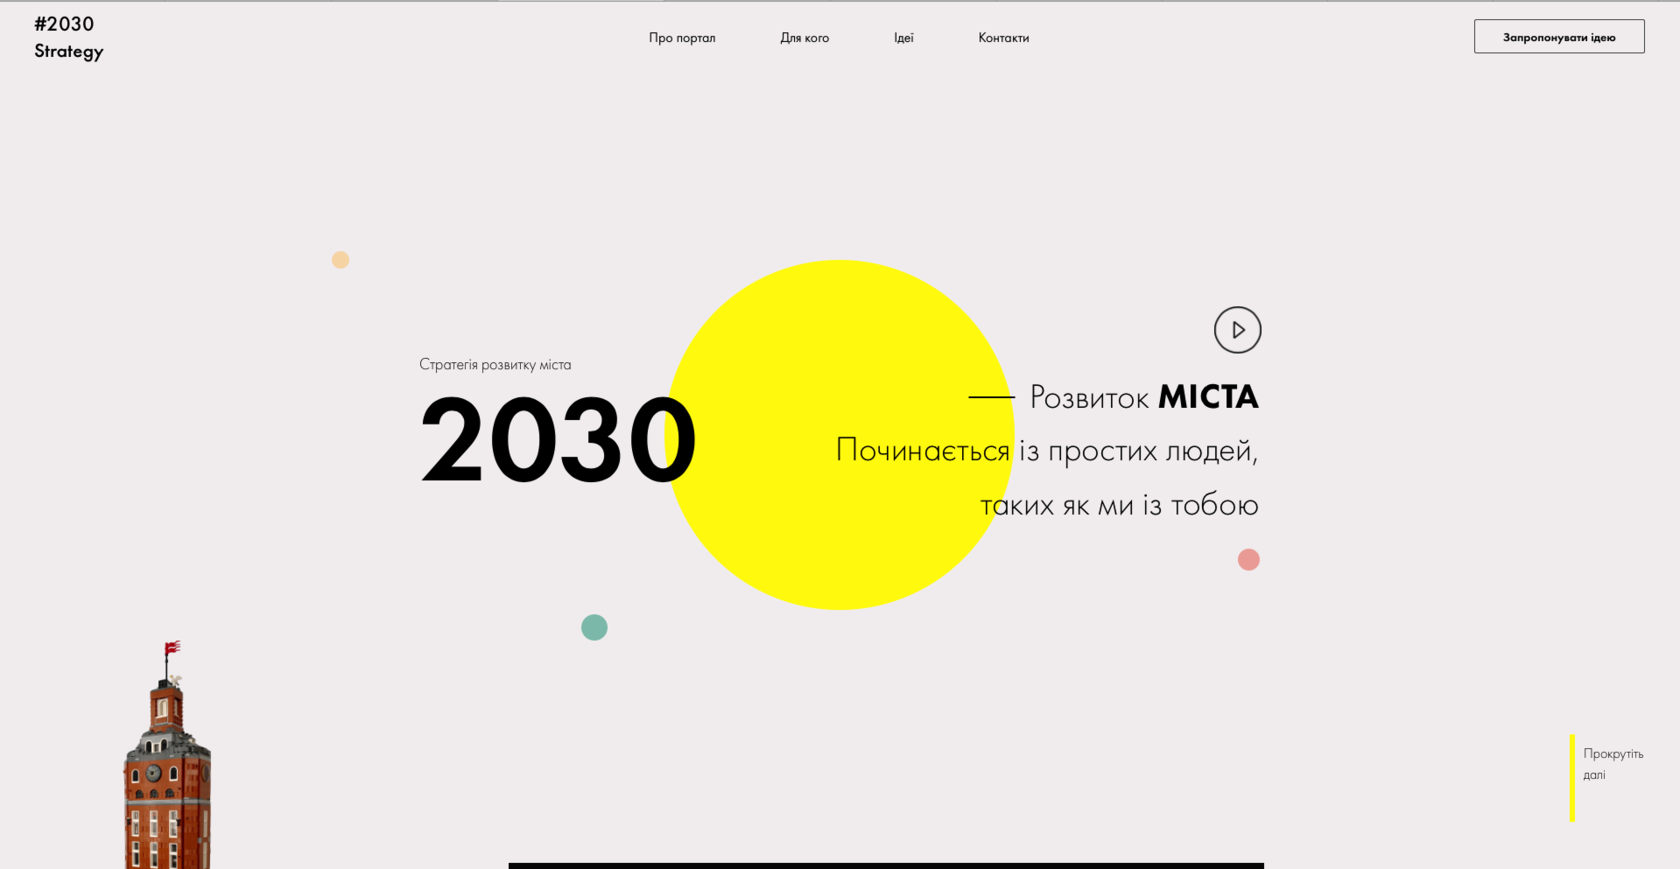 #2030
Strategy
Про портал
Для кого
Ідеї
Контакти
Запропонувати ідею
Стратегія розвитку міста
2030
Розвиток МІСТА
Починається із простих людей,
таких як ми із тобою
Прокрутіть
далі